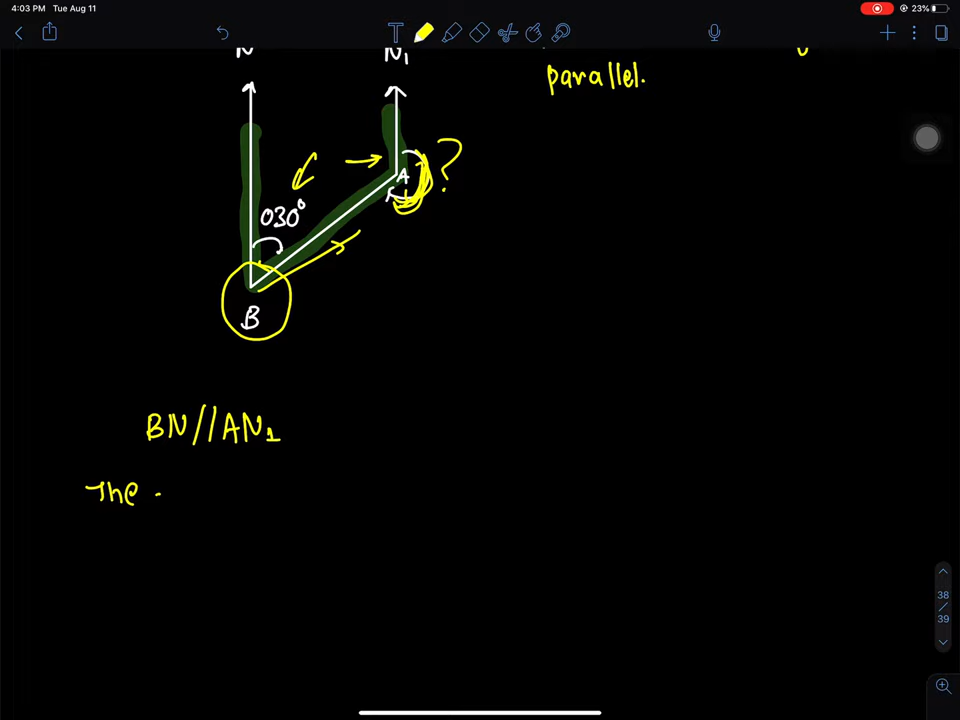 4:03 PM Tue Aug 11
23%
T
N N₁
parallel.
A ?
030°
B
BN//AN₁
The
38
/
39